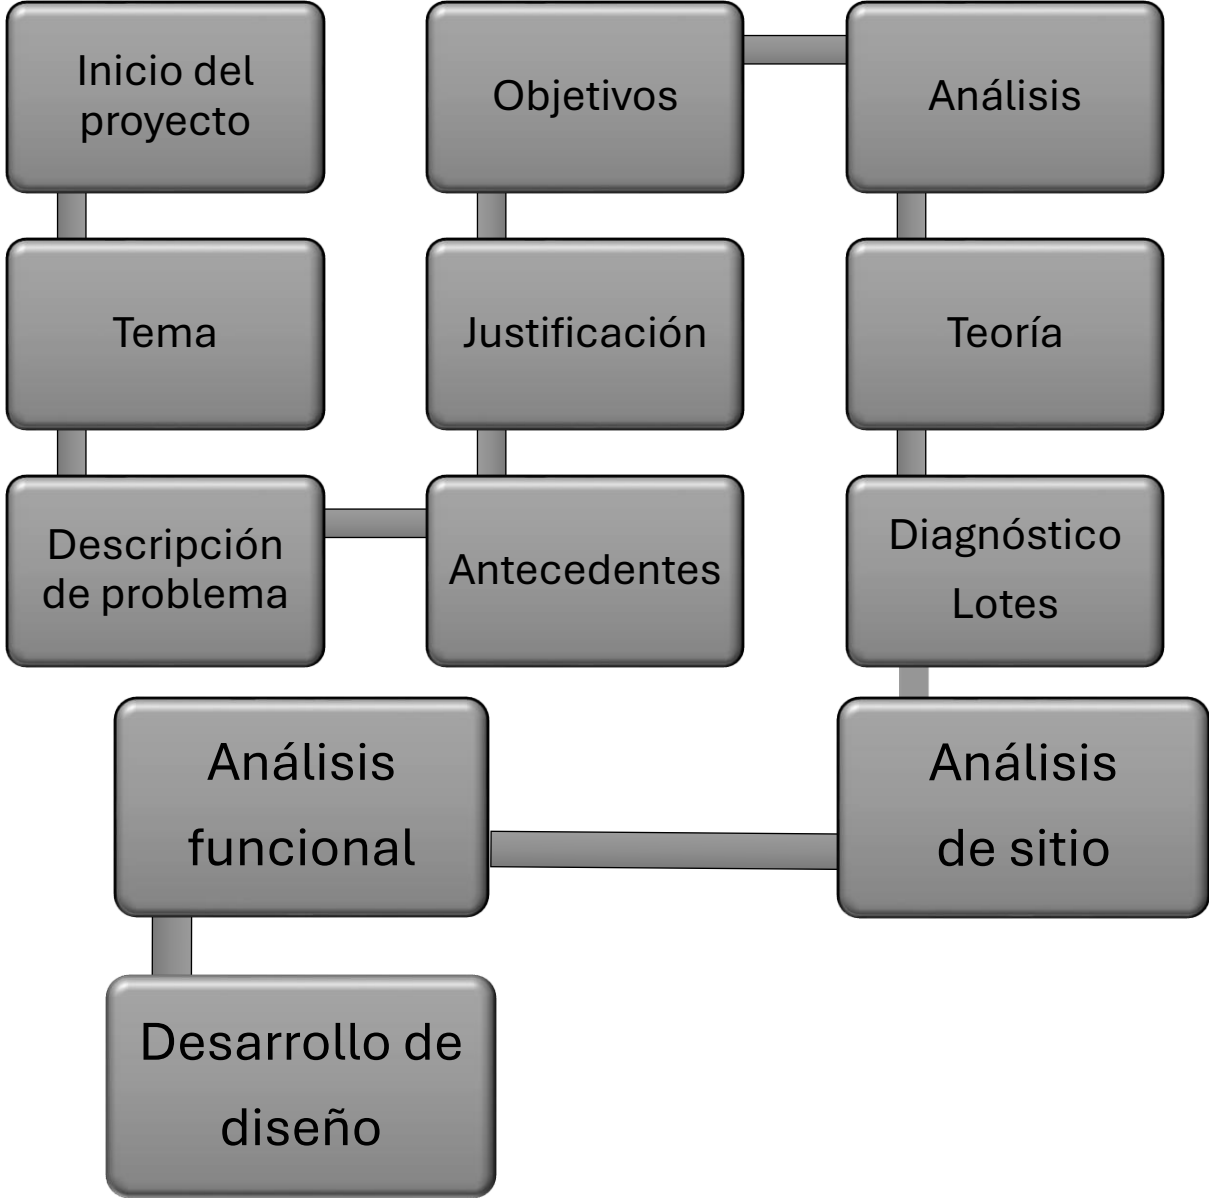 Inicio del
proyecto
Tema
Descripción
de problema
Antecedentes
Justificación
Objetivos
Análisis
Teoría
Diagnóstico
Lotes
Análisis
de sitio
Análisis
funcional
Desarrollo de
diseño